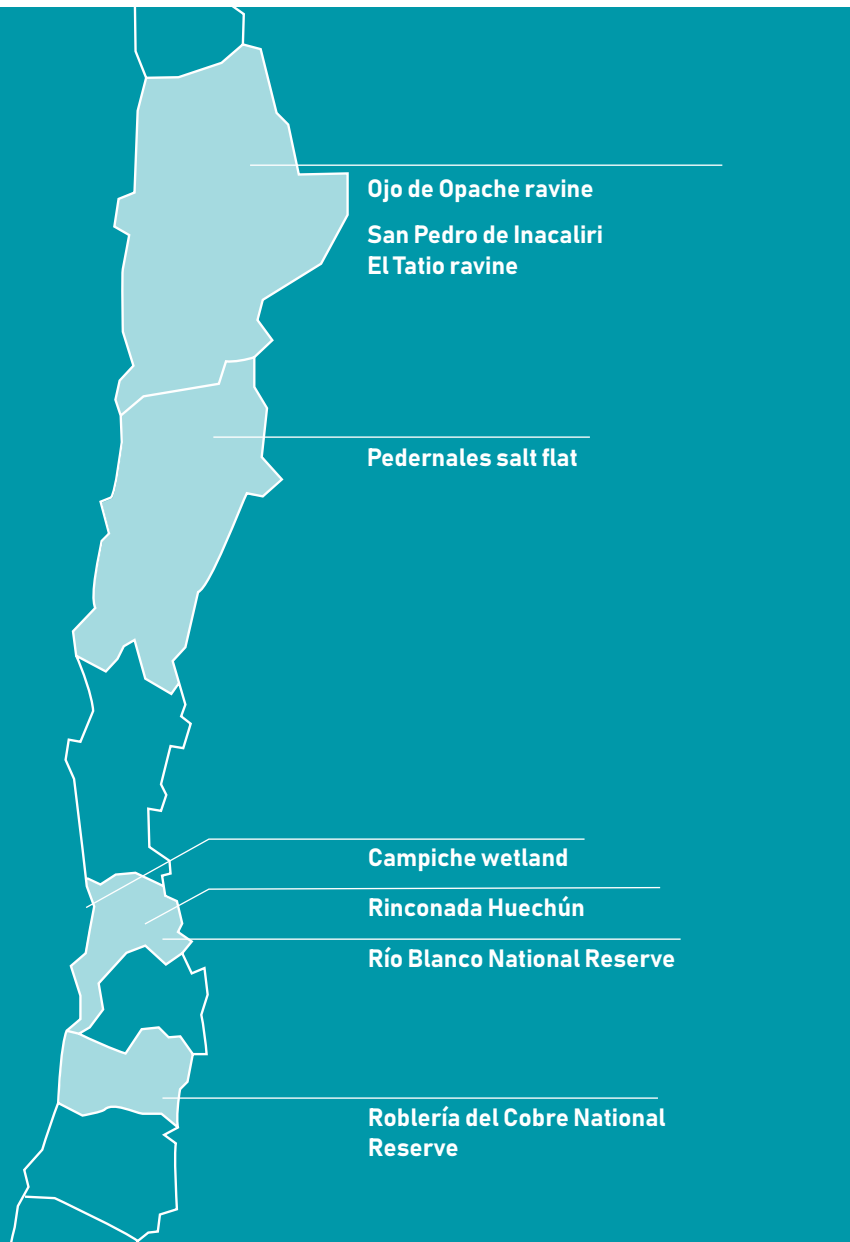 Ojo de Opache ravine
San Pedro de Inacaliri
El Tatio ravine
Pedernales salt flat
Campiche wetland
Rinconada Huechún
Río Blanco National Reserve
Roblería del Cobre National
Reserve